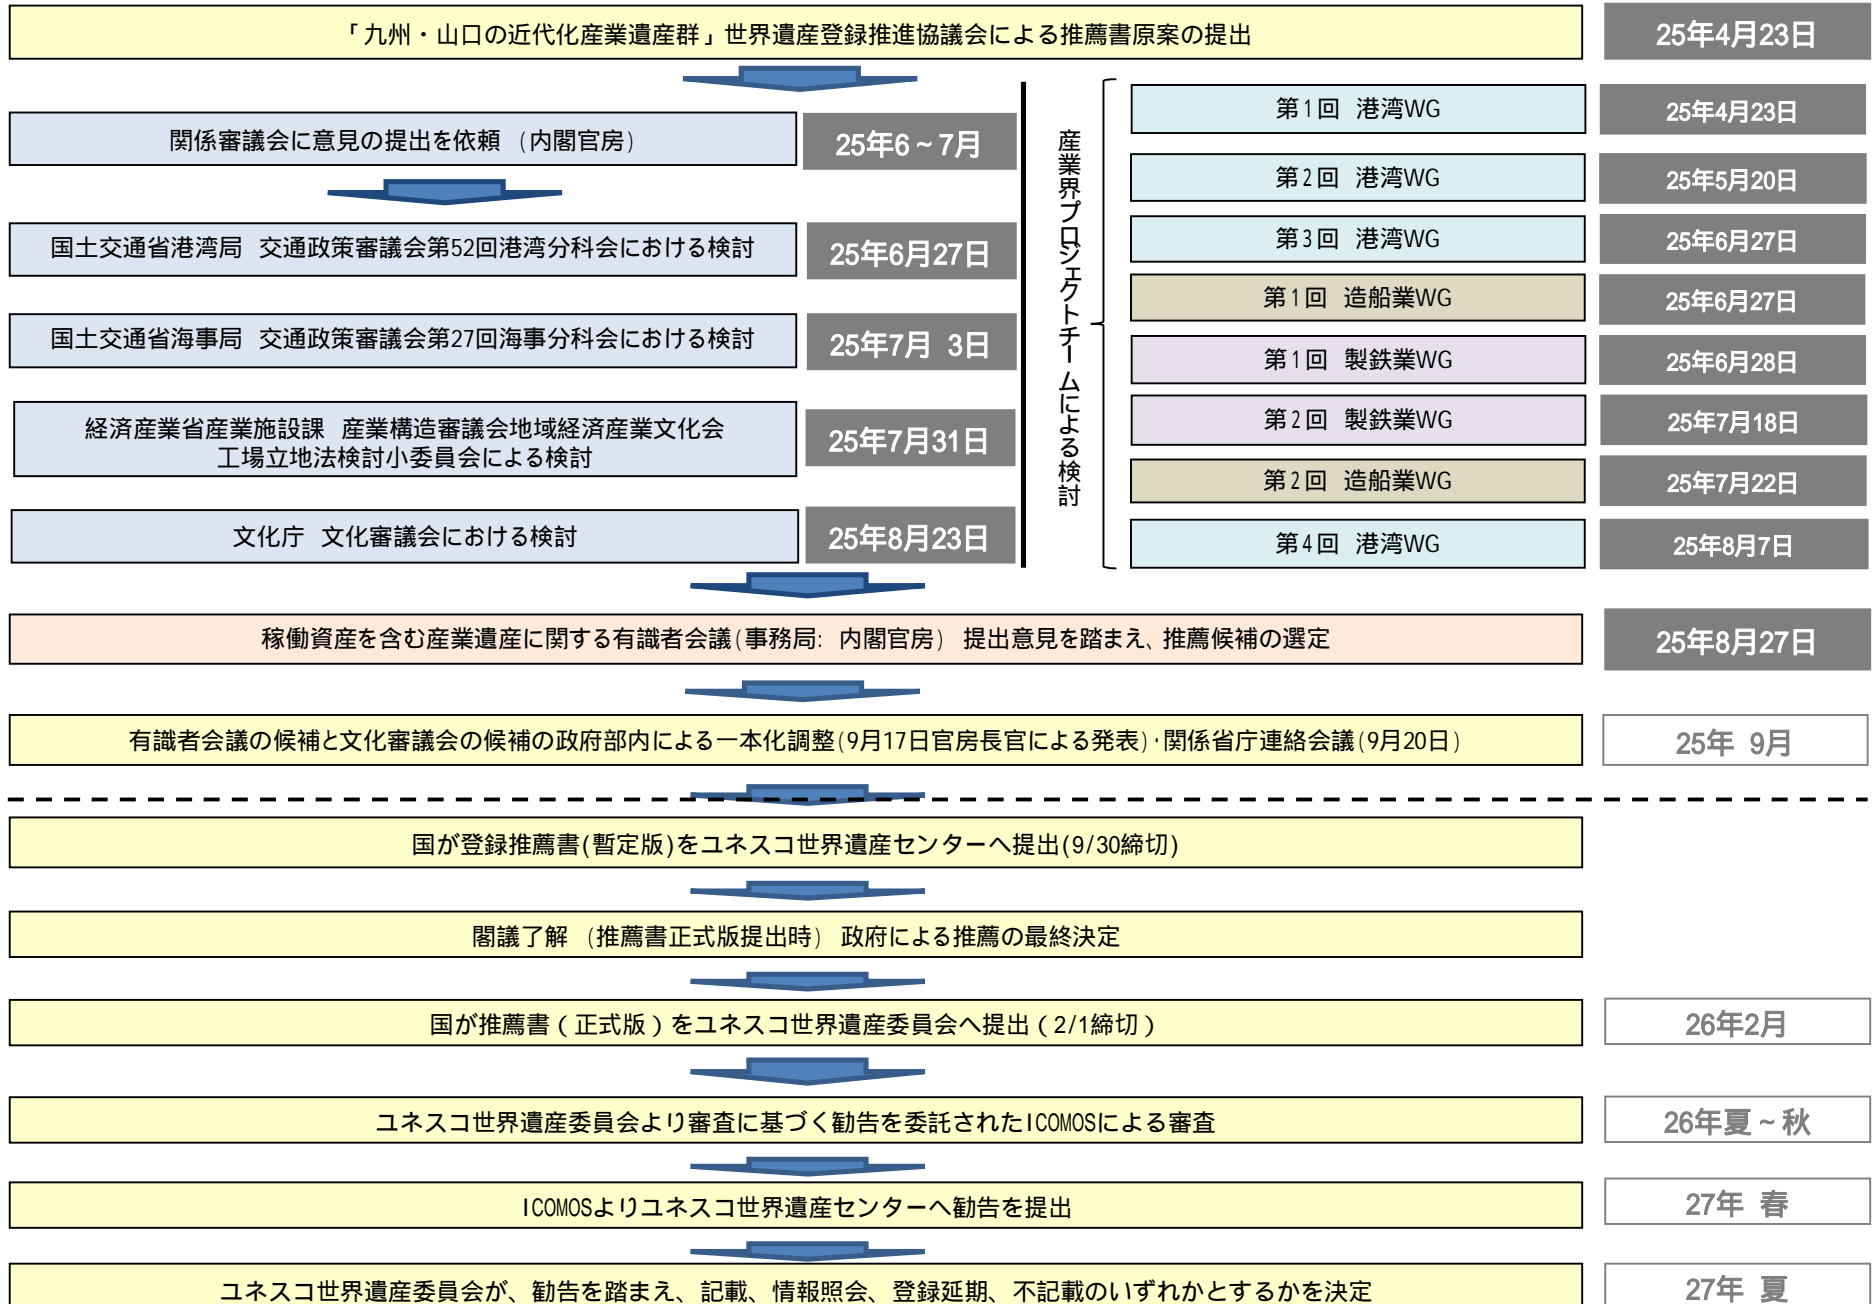 「九州・山口の近代化産業遺産群」世界遺産登録推進協議会による推薦書原案の提出
25年4月23日
関係審議会に意見の提出を依頼 (内閣官房)
25年6~7月
国土交通省港湾局 交通政策審議会第52回港湾分科会における検討
25年6月27日
国土交通省海事局 交通政策審議会第27回海事分科会における検討
25年7月 3日
経済産業省産業施設課 産業構造審議会地域経済産業文化会
工場立地法検討小委員会による検討
25年7月31日
文化庁 文化審議会における検討
25年8月23日
産業界プロジェクトチームによる検討
第1回 港湾WG
25年4月23日
第2回 港湾WG
25年5月20日
第3回 港湾WG
25年6月27日
第1回 造船業WG
25年6月27日
第1回 製鉄業WG
25年6月28日
第2回 製鉄業WG
25年7月18日
第2回 造船業WG
25年7月22日
第4回 港湾WG
25年8月7日
稼働資産を含む産業遺産に関する有識者会議(事務局: 内閣官房) 提出意見を踏まえ、推薦候補の選定
25年8月27日
有識者会議の候補と文化審議会の候補の政府部内による一本化調整(9月17日官房長官による発表)・関係省庁連絡会議(9月20日)
25年 9月
国が登録推薦書(暫定版)をユネスコ世界遺産センターへ提出(9/30締切)
閣議了解 (推薦書正式版提出時) 政府による推薦の最終決定
国が推薦書(正式版)をユネスコ世界遺産委員会へ提出(2/1締切)
26年2月
ユネスコ世界遺産委員会より審査に基づく勧告を委託されたICOMOSによる審査
26年夏~秋
ICOMOSよりユネスコ世界遺産センターへ勧告を提出
27年 春
ユネスコ世界遺産委員会が、勧告を踏まえ、記載、情報照会、登録延期、不記載のいずれかとするかを決定
27年 夏